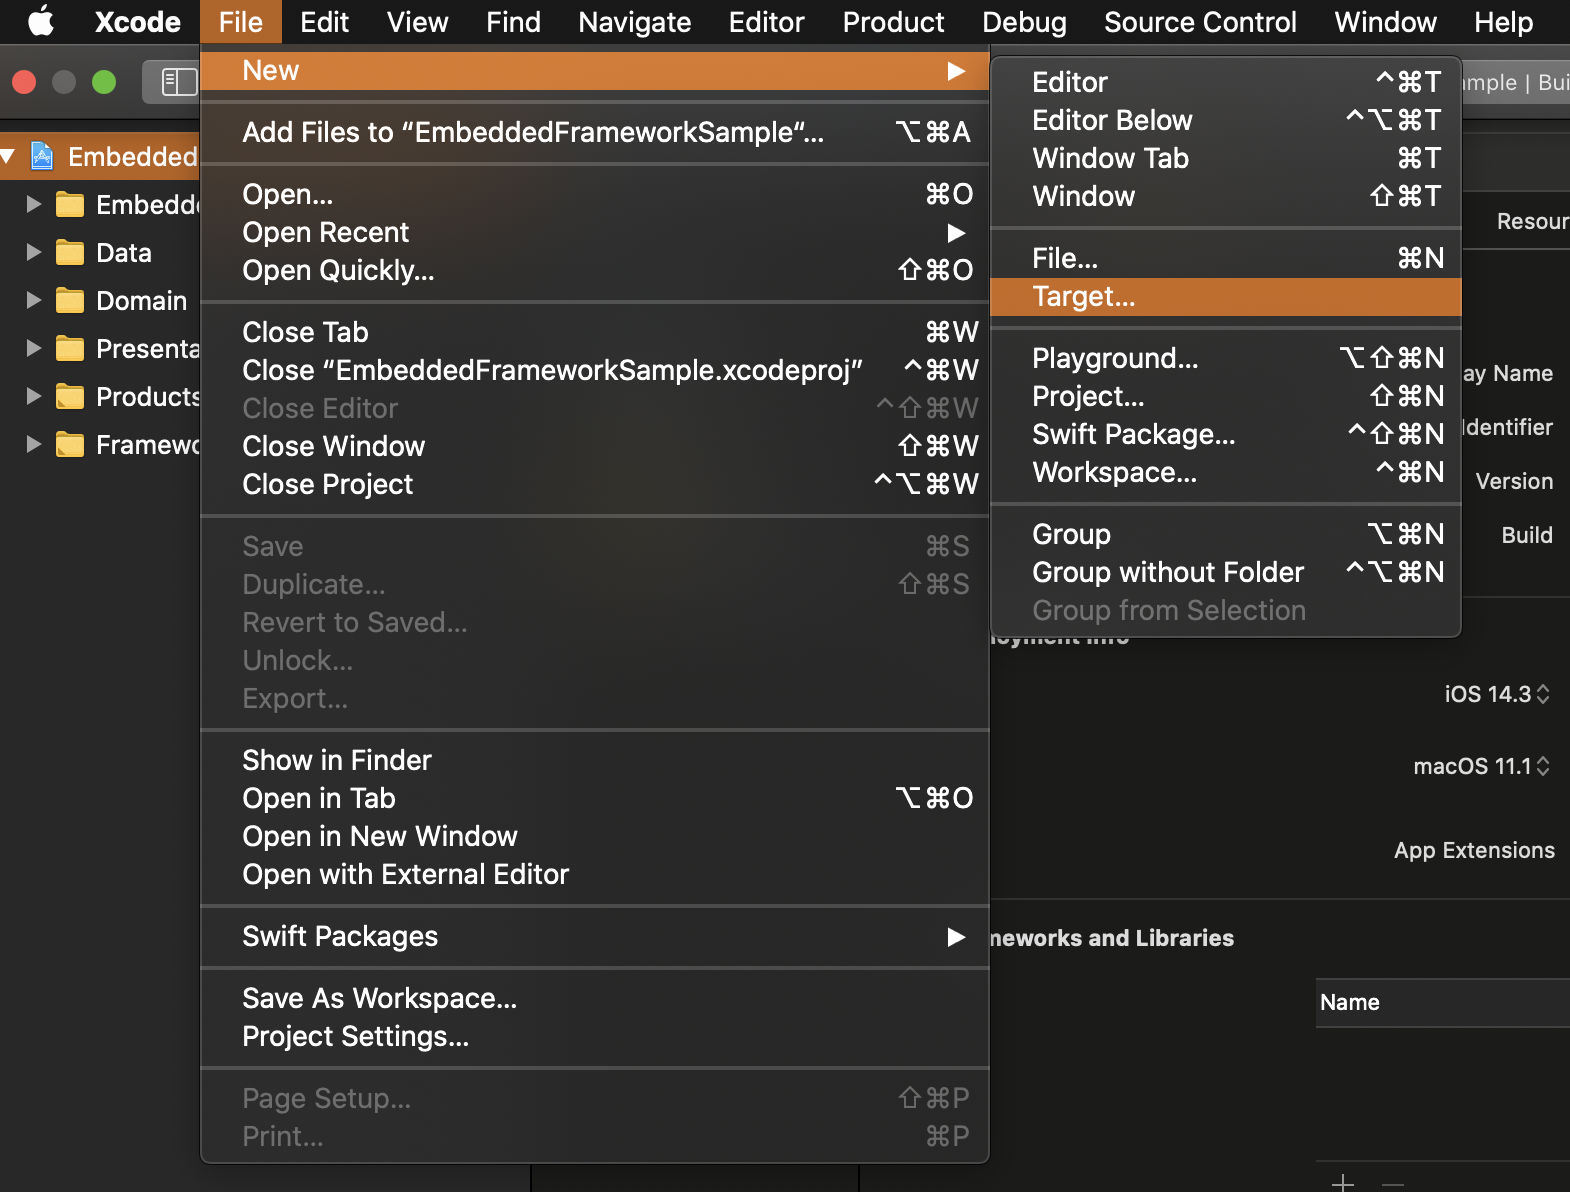 Xcode File Edit View Find Navigate Editor Product Debug Source Control Window Help
New ▶
Add Files to “EmbeddedFrameworkSample“... ⌥⌘A
Open... ⌘O
Open Recent ▶
Open Quickly... ⇧⌘O
Close Tab ⌘W
Close “EmbeddedFrameworkSample.xcodeproj” ^⌘W
Close Editor ^⇧⌘W
Close Window ⇧⌘W
Close Project ^⌥⌘W
Save ⌘S
Duplicate... ⇧⌘S
Revert to Saved...
Unlock...
Export...
Show in Finder
Open in Tab ⌥⌘O
Open in New Window
Open with External Editor
Swift Packages ▶
Save As Workspace...
Project Settings...
Page Setup... ⇧⌘P
Print... ⌘P
Editor ^⌘T
Editor Below ^⌥⌘T
Window Tab ⌘T
Window ⇧⌘T
File... ⌘N
Target...
Playground... ⌥⇧⌘N
Project... ⇧⌘N
Swift Package... ^⇧⌘N
Workspace... ^⌘N
Group ⌥⌘N
Group without Folder ^⌥⌘N
Group from Selection
Embedded
Embedd
Data
Domain
Presenta
Products
Framewo
mple | Bui
Resour
ay Name
Identifier
Version
Build
oyment Info
iOS 14.3
macOS 11.1
App Extensions
meworks and Libraries
Name